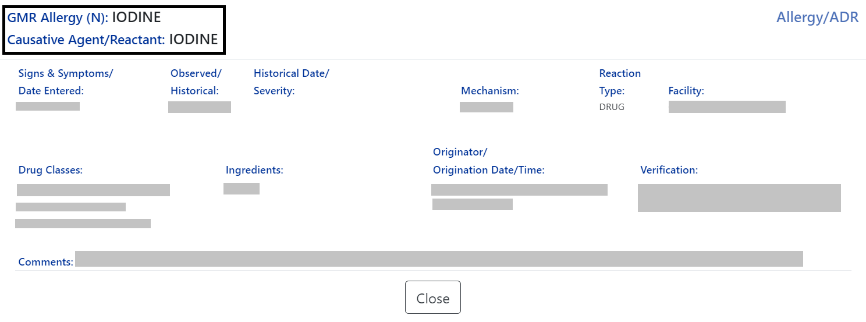 GMR Allergy (N): IODINE
Allergy/ADR
Causative Agent/Reactant: IODINE
Signs & Symptoms/
Date Entered:
Observed/
Historical:
Historical Date/
Severity:
Mechanism:
Reaction
Type:
DRUG
Facility:
Drug Classes:
Ingredients:
Originator/
Origination Date/Time:
Verification:
Comments:
Close